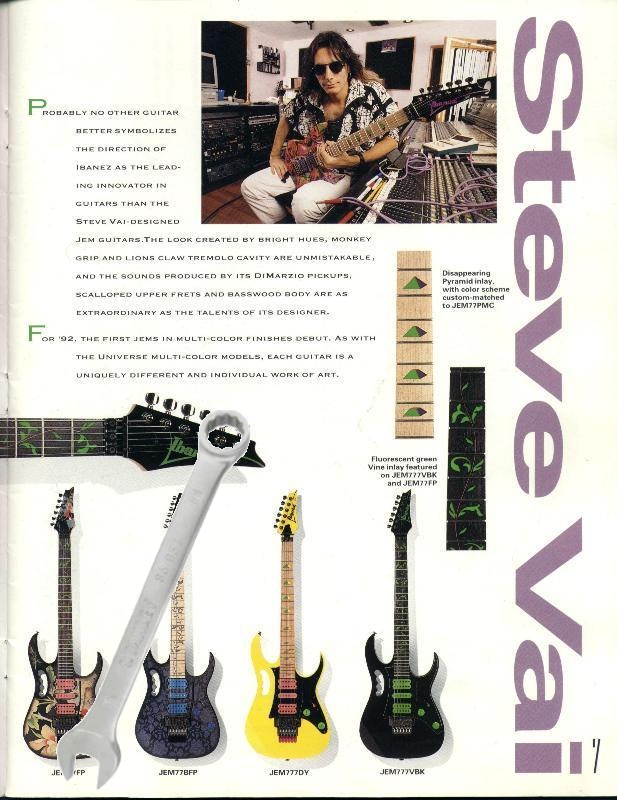 Steve Vai
PROBABLY NO OTHER GUITAR
BETTER SYMBOLIZES
THE DIRECTION OF
IBANEZ AS THE LEAD-
ING INNOVATOR IN
GUITARS THAN THE
STEVE VAI-DESIGNED
JEM GUITARS.THE LOOK CREATED BY BRIGHT HUES, MONKEY
GRIP AND LIONS CLAW TREMOLO CAVITY ARE UNMISTAKABLE,
AND THE SOUNDS PRODUCED BY ITS DIMARZIO PICKUPS,
SCALLOPED UPPER FRETS AND BASSWOOD BODY ARE AS
EXTRAORDINARY AS THE TALENTS OF ITS DESIGNER.
FOR '92, THE FIRST JEMS IN MULTI-COLOR FINISHES DEBUT. AS WITH
THE UNIVERSE MULTI-COLOR MODELS, EACH GUITAR IS A
UNIQUELY DIFFERENT AND INDIVIDUAL WORK OF ART.
Disappearing
Pyramid inlay,
with color scheme
custom-matched
to JEM77PMC
Fluorescent green
Vine inlay featured
on JEM777VBK
and JEM77FP
JEM77BFP
JEM777DY
JEM777VBK